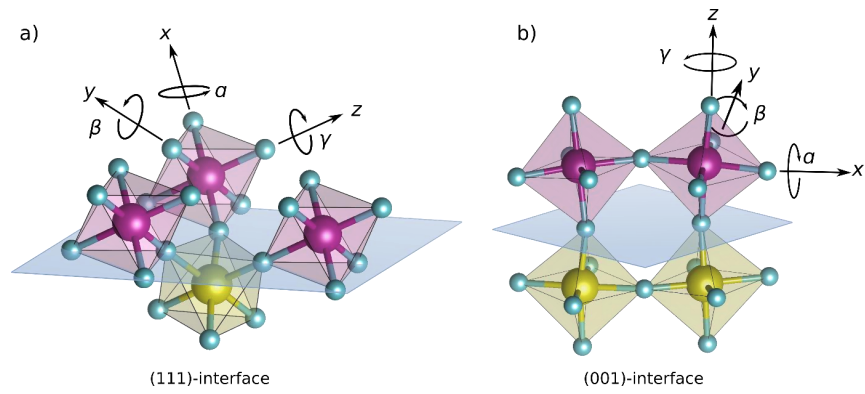 a)
x
y
α
z
β
γ
(111)-interface
b)
z
γ
y
β
α
x
(001)-interface